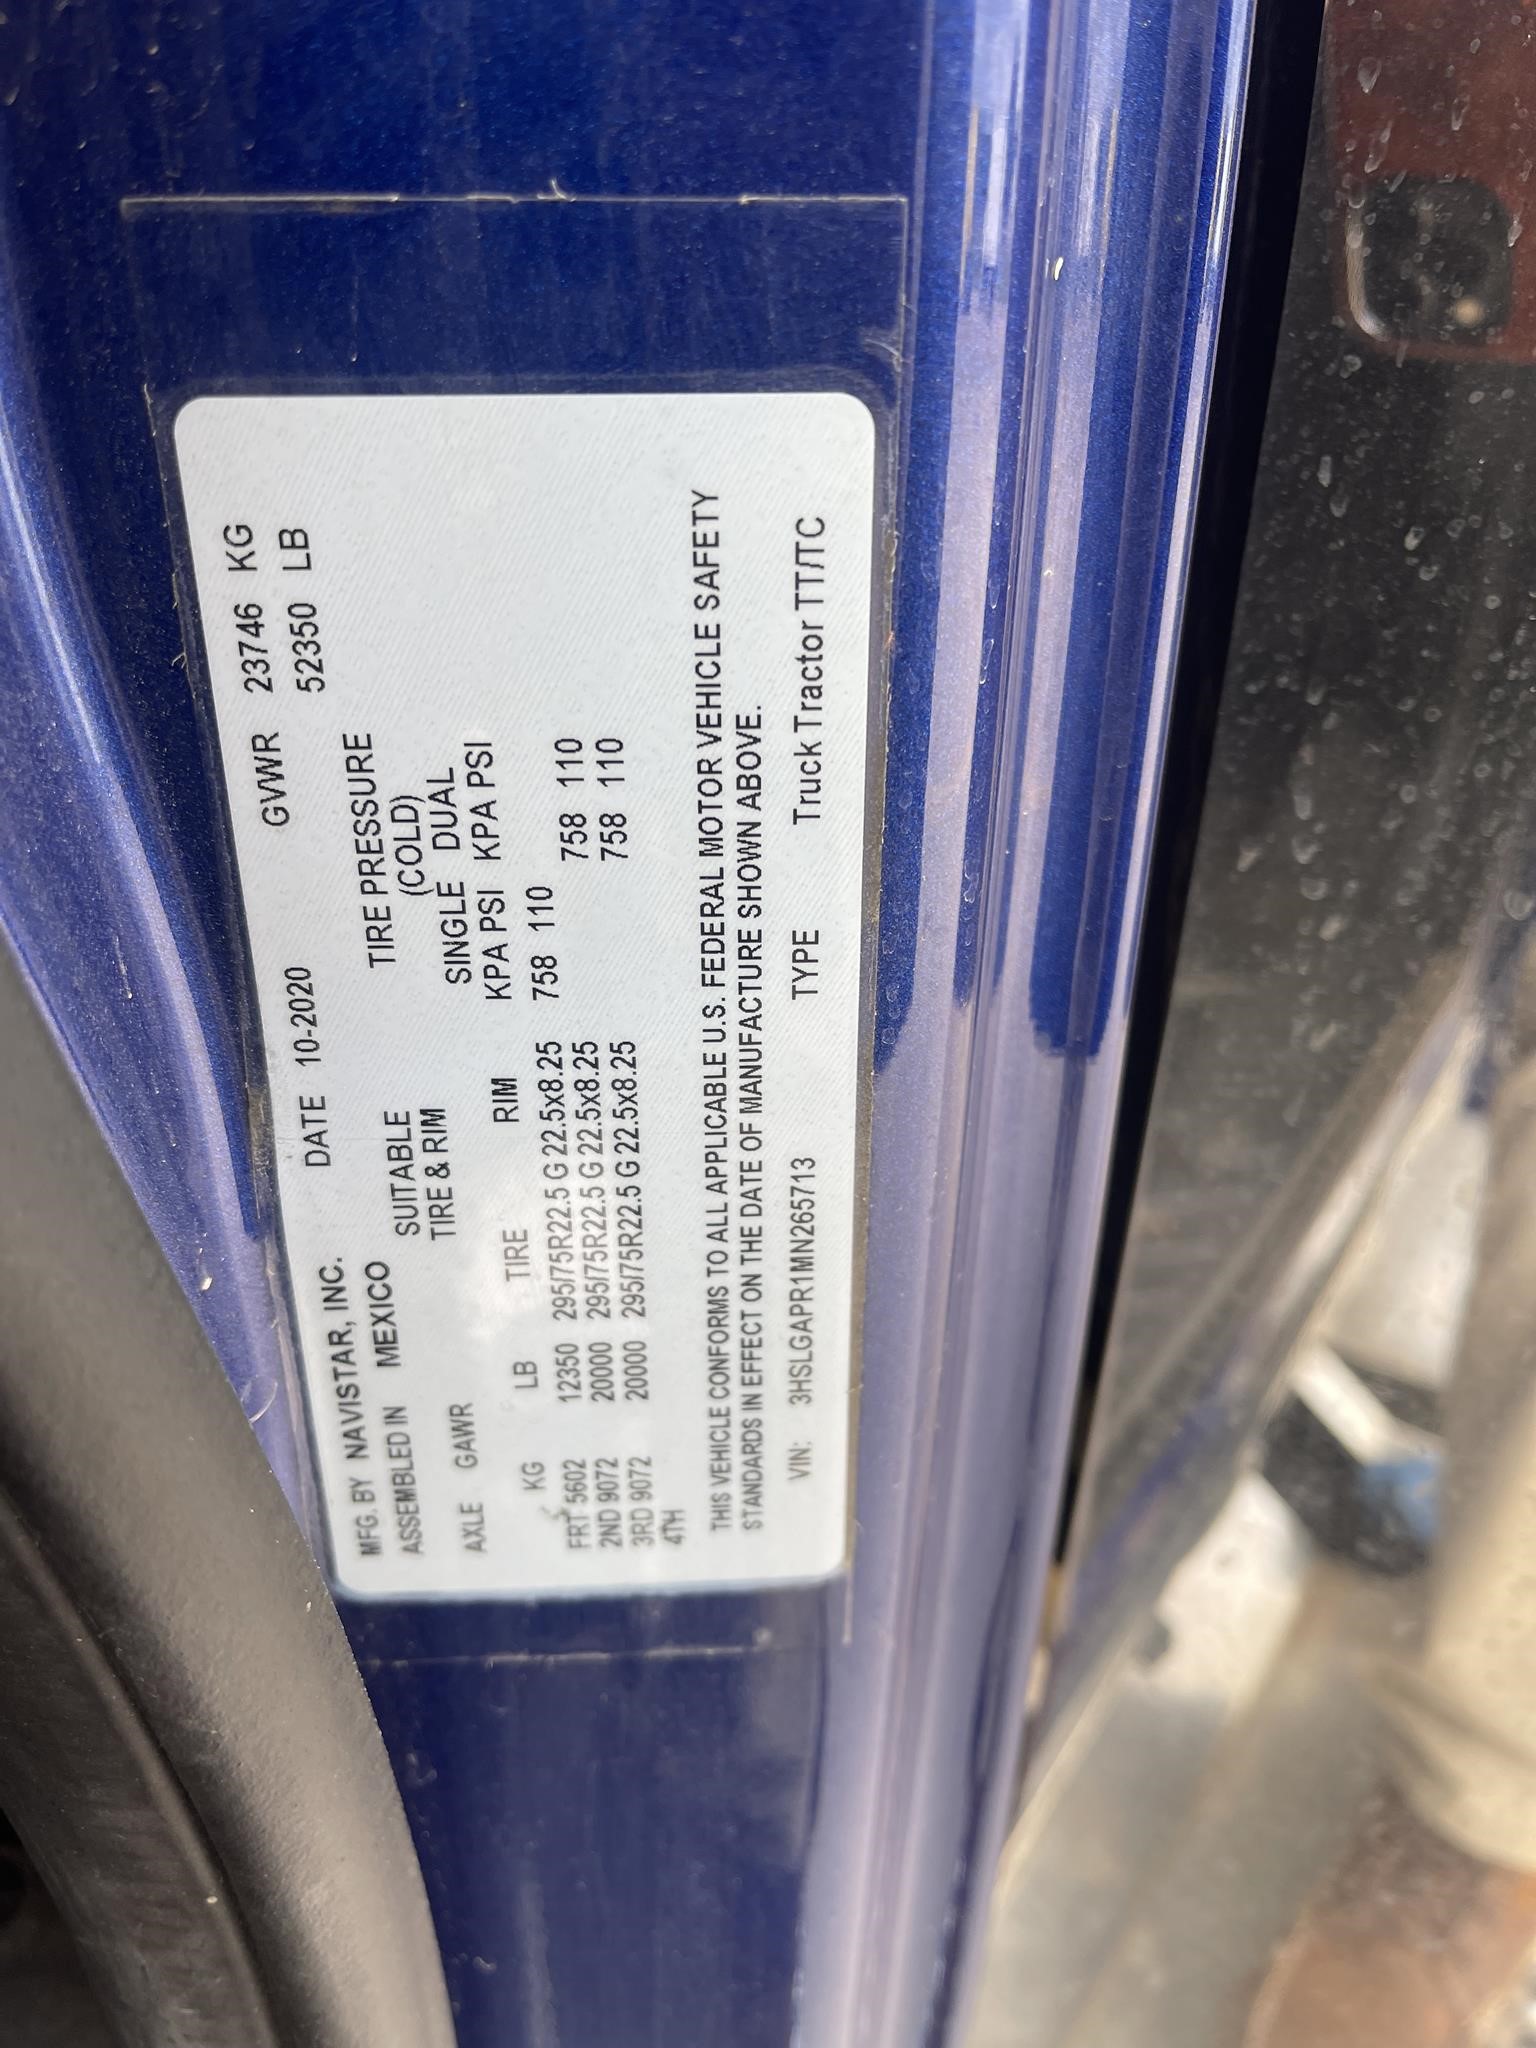 MFG. BY NAVISTAR, INC. DATE 10-2020 GVWR 23746 KG
ASSEMBLED IN MEXICO 52350 LB
SUITABLE TIRE PRESSURE
TIRE & RIM (COLD)
AXLE GAWR SINGLE DUAL
KG LB TIRE RIM KPA PSI KPA PSI
FRT 5602 12350 295/75R22.5 G 22.5x8.25 758 110
2ND 9072 20000 295/75R22.5 G 22.5x8.25 758 110
3RD 9072 20000 295/75R22.5 G 22.5x8.25 758 110
4TH
THIS VEHICLE CONFORMS TO ALL APPLICABLE U.S. FEDERAL MOTOR VEHICLE SAFETY
STANDARDS IN EFFECT ON THE DATE OF MANUFACTURE SHOWN ABOVE.
VIN: 3HSLGAPR1MN265713 TYPE Truck Tractor TT/TC